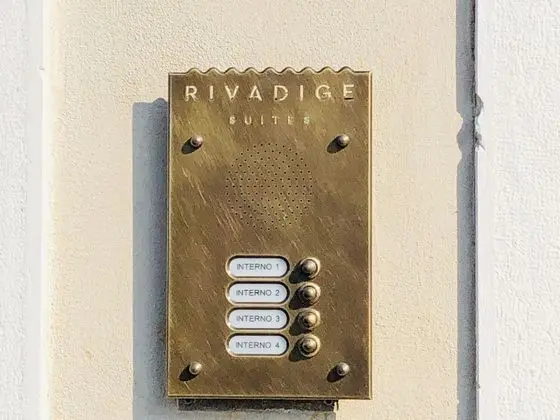 RIVADIGE
SUITES
INTERNO 1
INTERNO 2
INTERNO 3
INTERNO 4